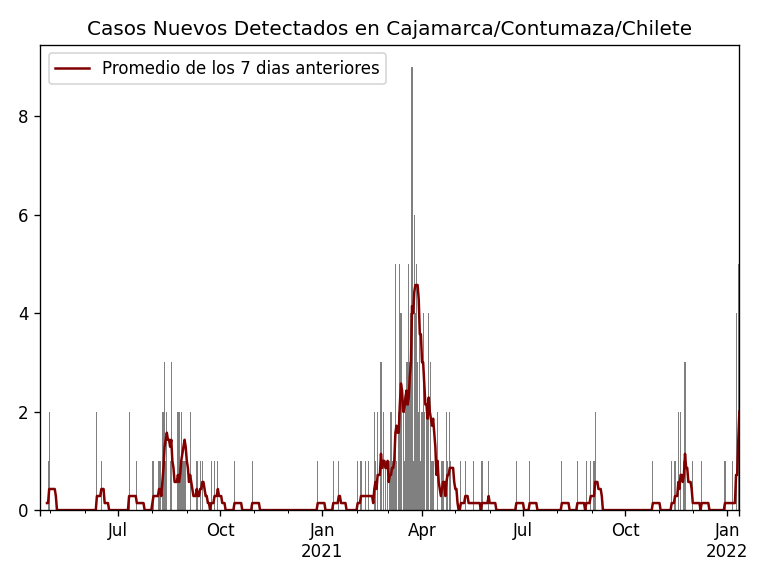 Casos Nuevos Detectados en Cajamarca/Contumaza/Chilete
Promedio de los 7 dias anteriores
8
6
4
2
0
Jul
Oct
Jan
2021
Apr
Jul
Oct
Jan
2022